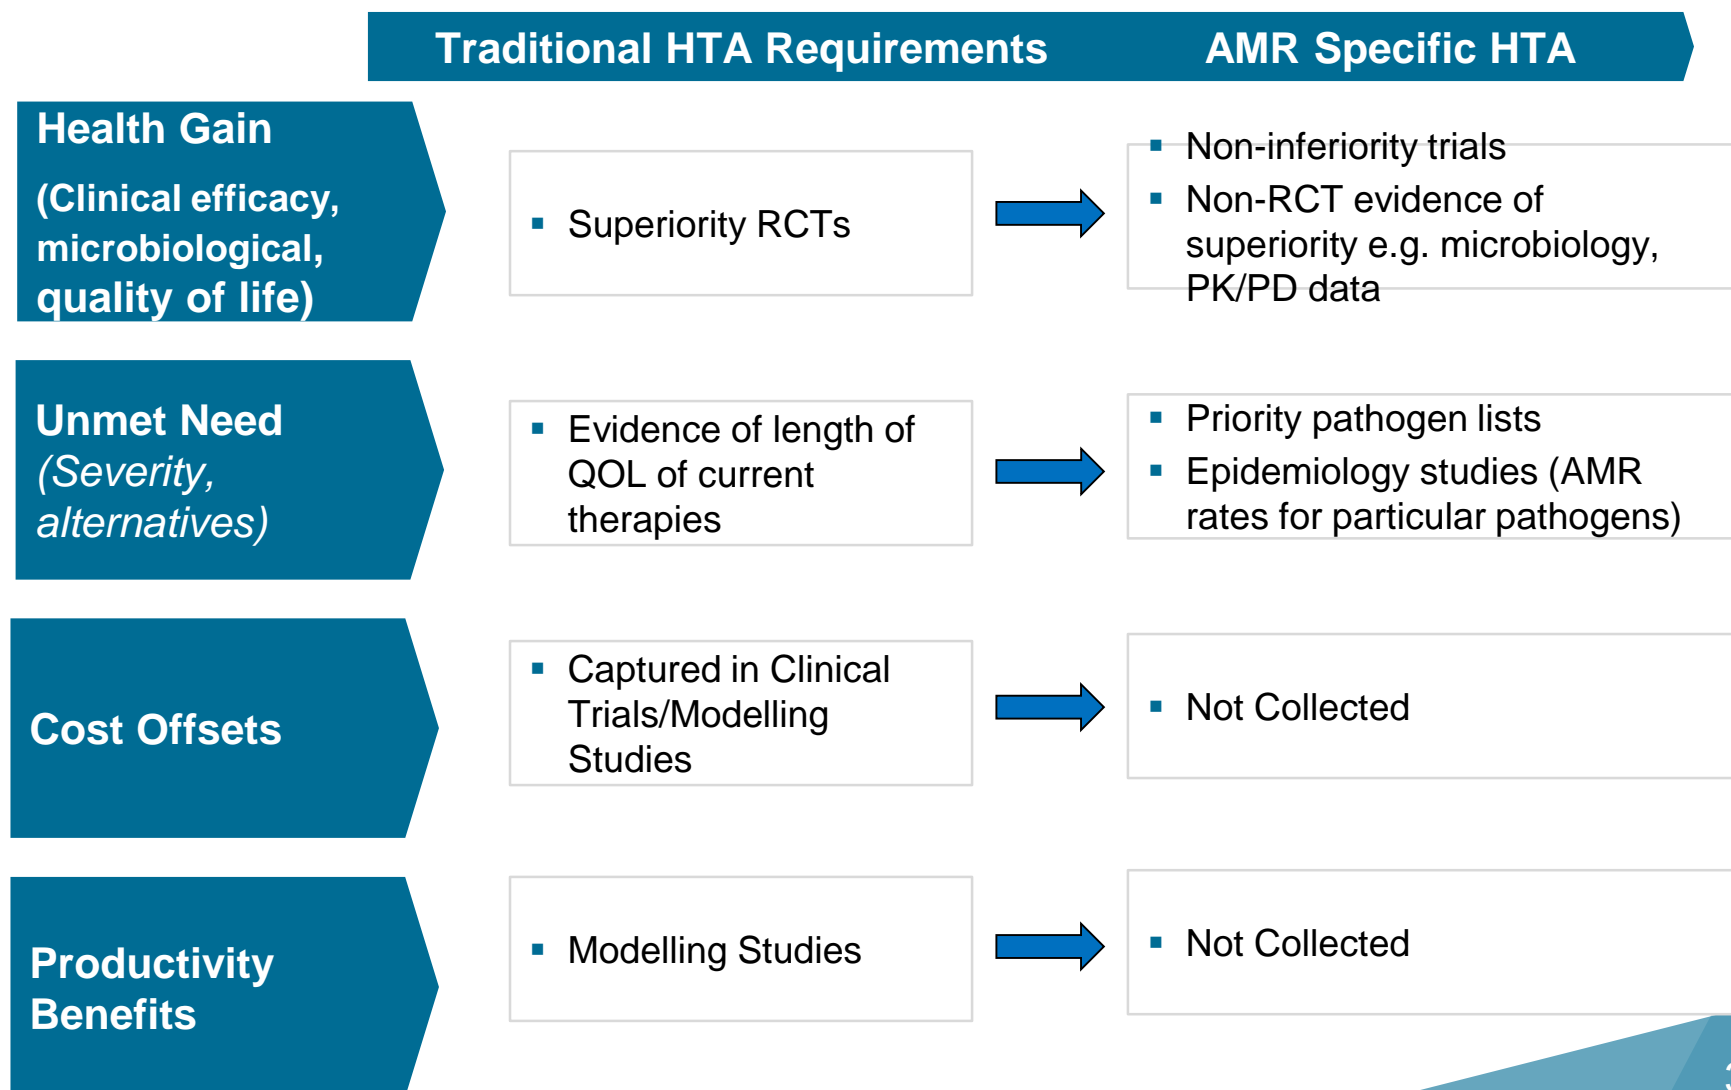 Traditional HTA Requirements
AMR Specific HTA
Health Gain
(Clinical efficacy,
microbiological,
quality of life)
▪ Superiority RCTs
▪ Non-inferiority trials
▪ Non-RCT evidence of
superiority e.g. microbiology,
PK/PD data
Unmet Need
(Severity,
alternatives)
▪ Evidence of length of
QOL of current
therapies
▪ Priority pathogen lists
▪ Epidemiology studies (AMR
rates for particular pathogens)
Cost Offsets
▪ Captured in Clinical
Trials/Modelling
Studies
▪ Not Collected
Productivity
Benefits
▪ Modelling Studies
▪ Not Collected